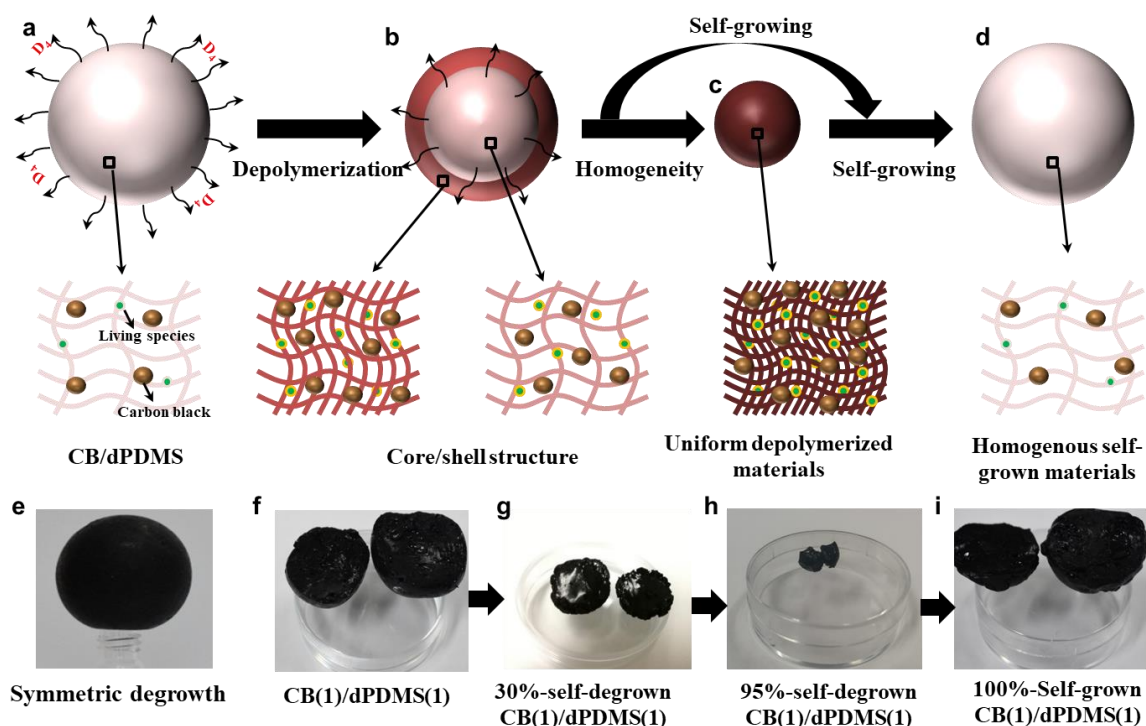 a
b
Self-growing
c
d
D4
D4
D4
D4
Depolymerization
Homogeneity
Self-growing
Living species
Carbon black
CB/dPDMS
Core/shell structure
Uniform depolymerized
materials
Homogenous self-
grown materials
e
f
g
h
i
Symmetric degrowth
CB(1)/dPDMS(1)
30%-self-degrown
CB(1)/dPDMS(1)
95%-self-degrown
CB(1)/dPDMS(1)
100%-Self-grown
CB(1)/dPDMS(1)